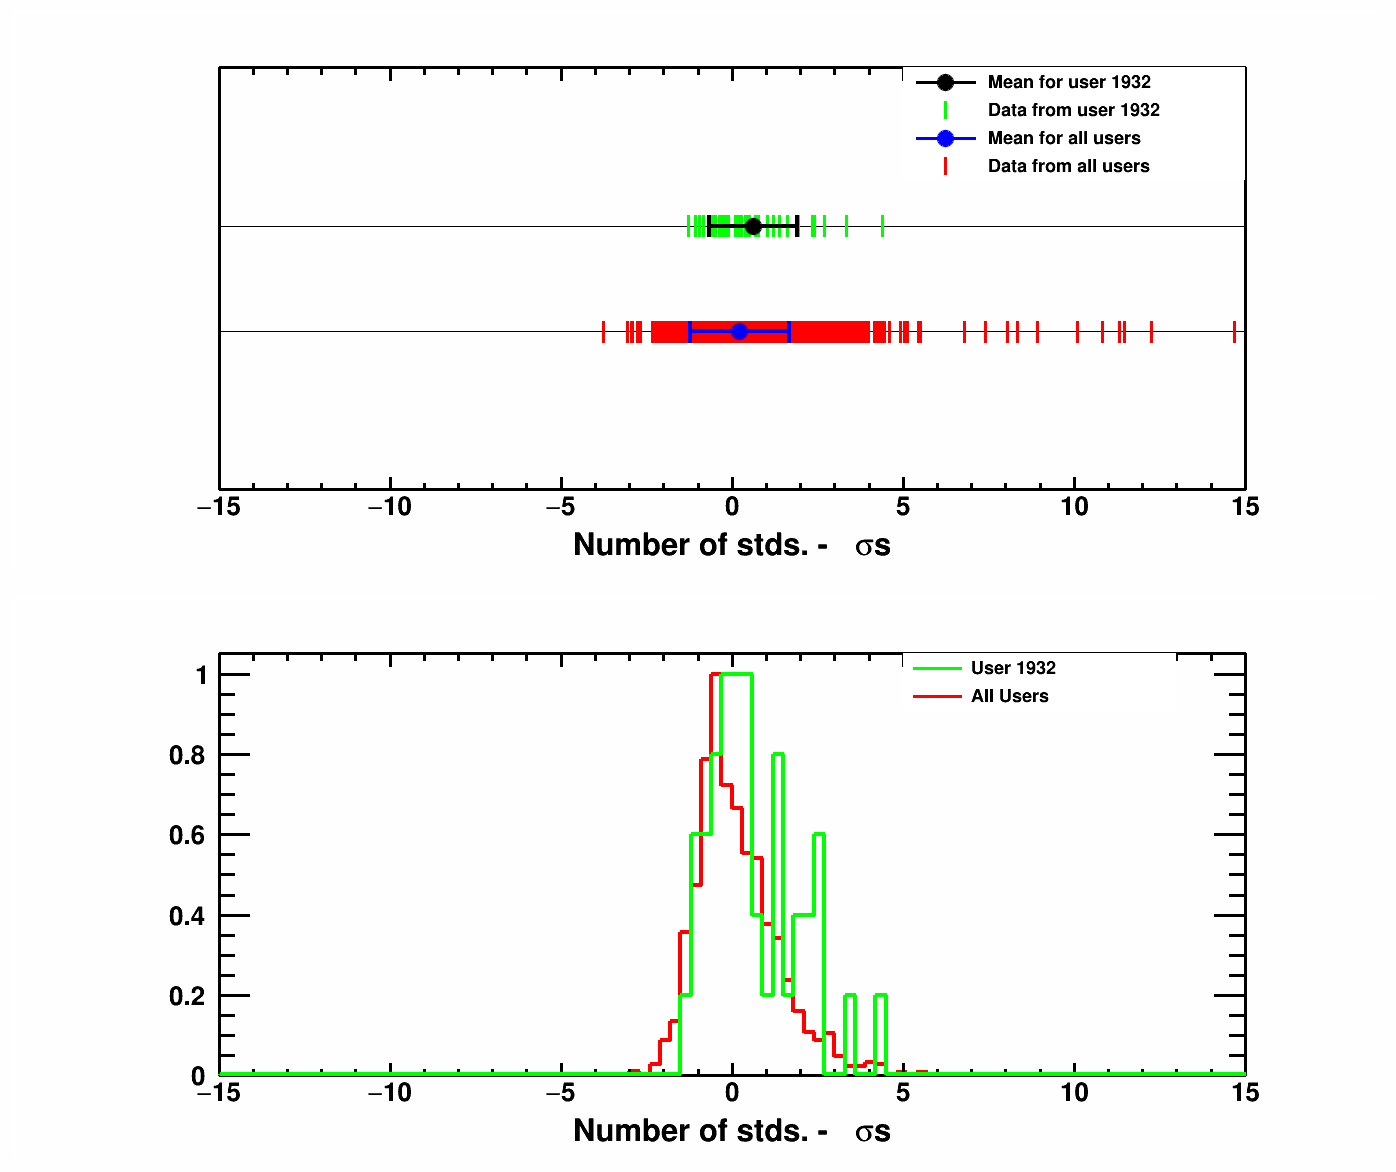 Mean for user 1932
Data from user 1932
Mean for all users
Data from all users
−15 −10 −5 0 5 10 15
Number of stds. - σs
User 1932
All Users
1
0.8
0.6
0.4
0.2
0
−15 −10 −5 0 5 10 15
Number of stds. - σs